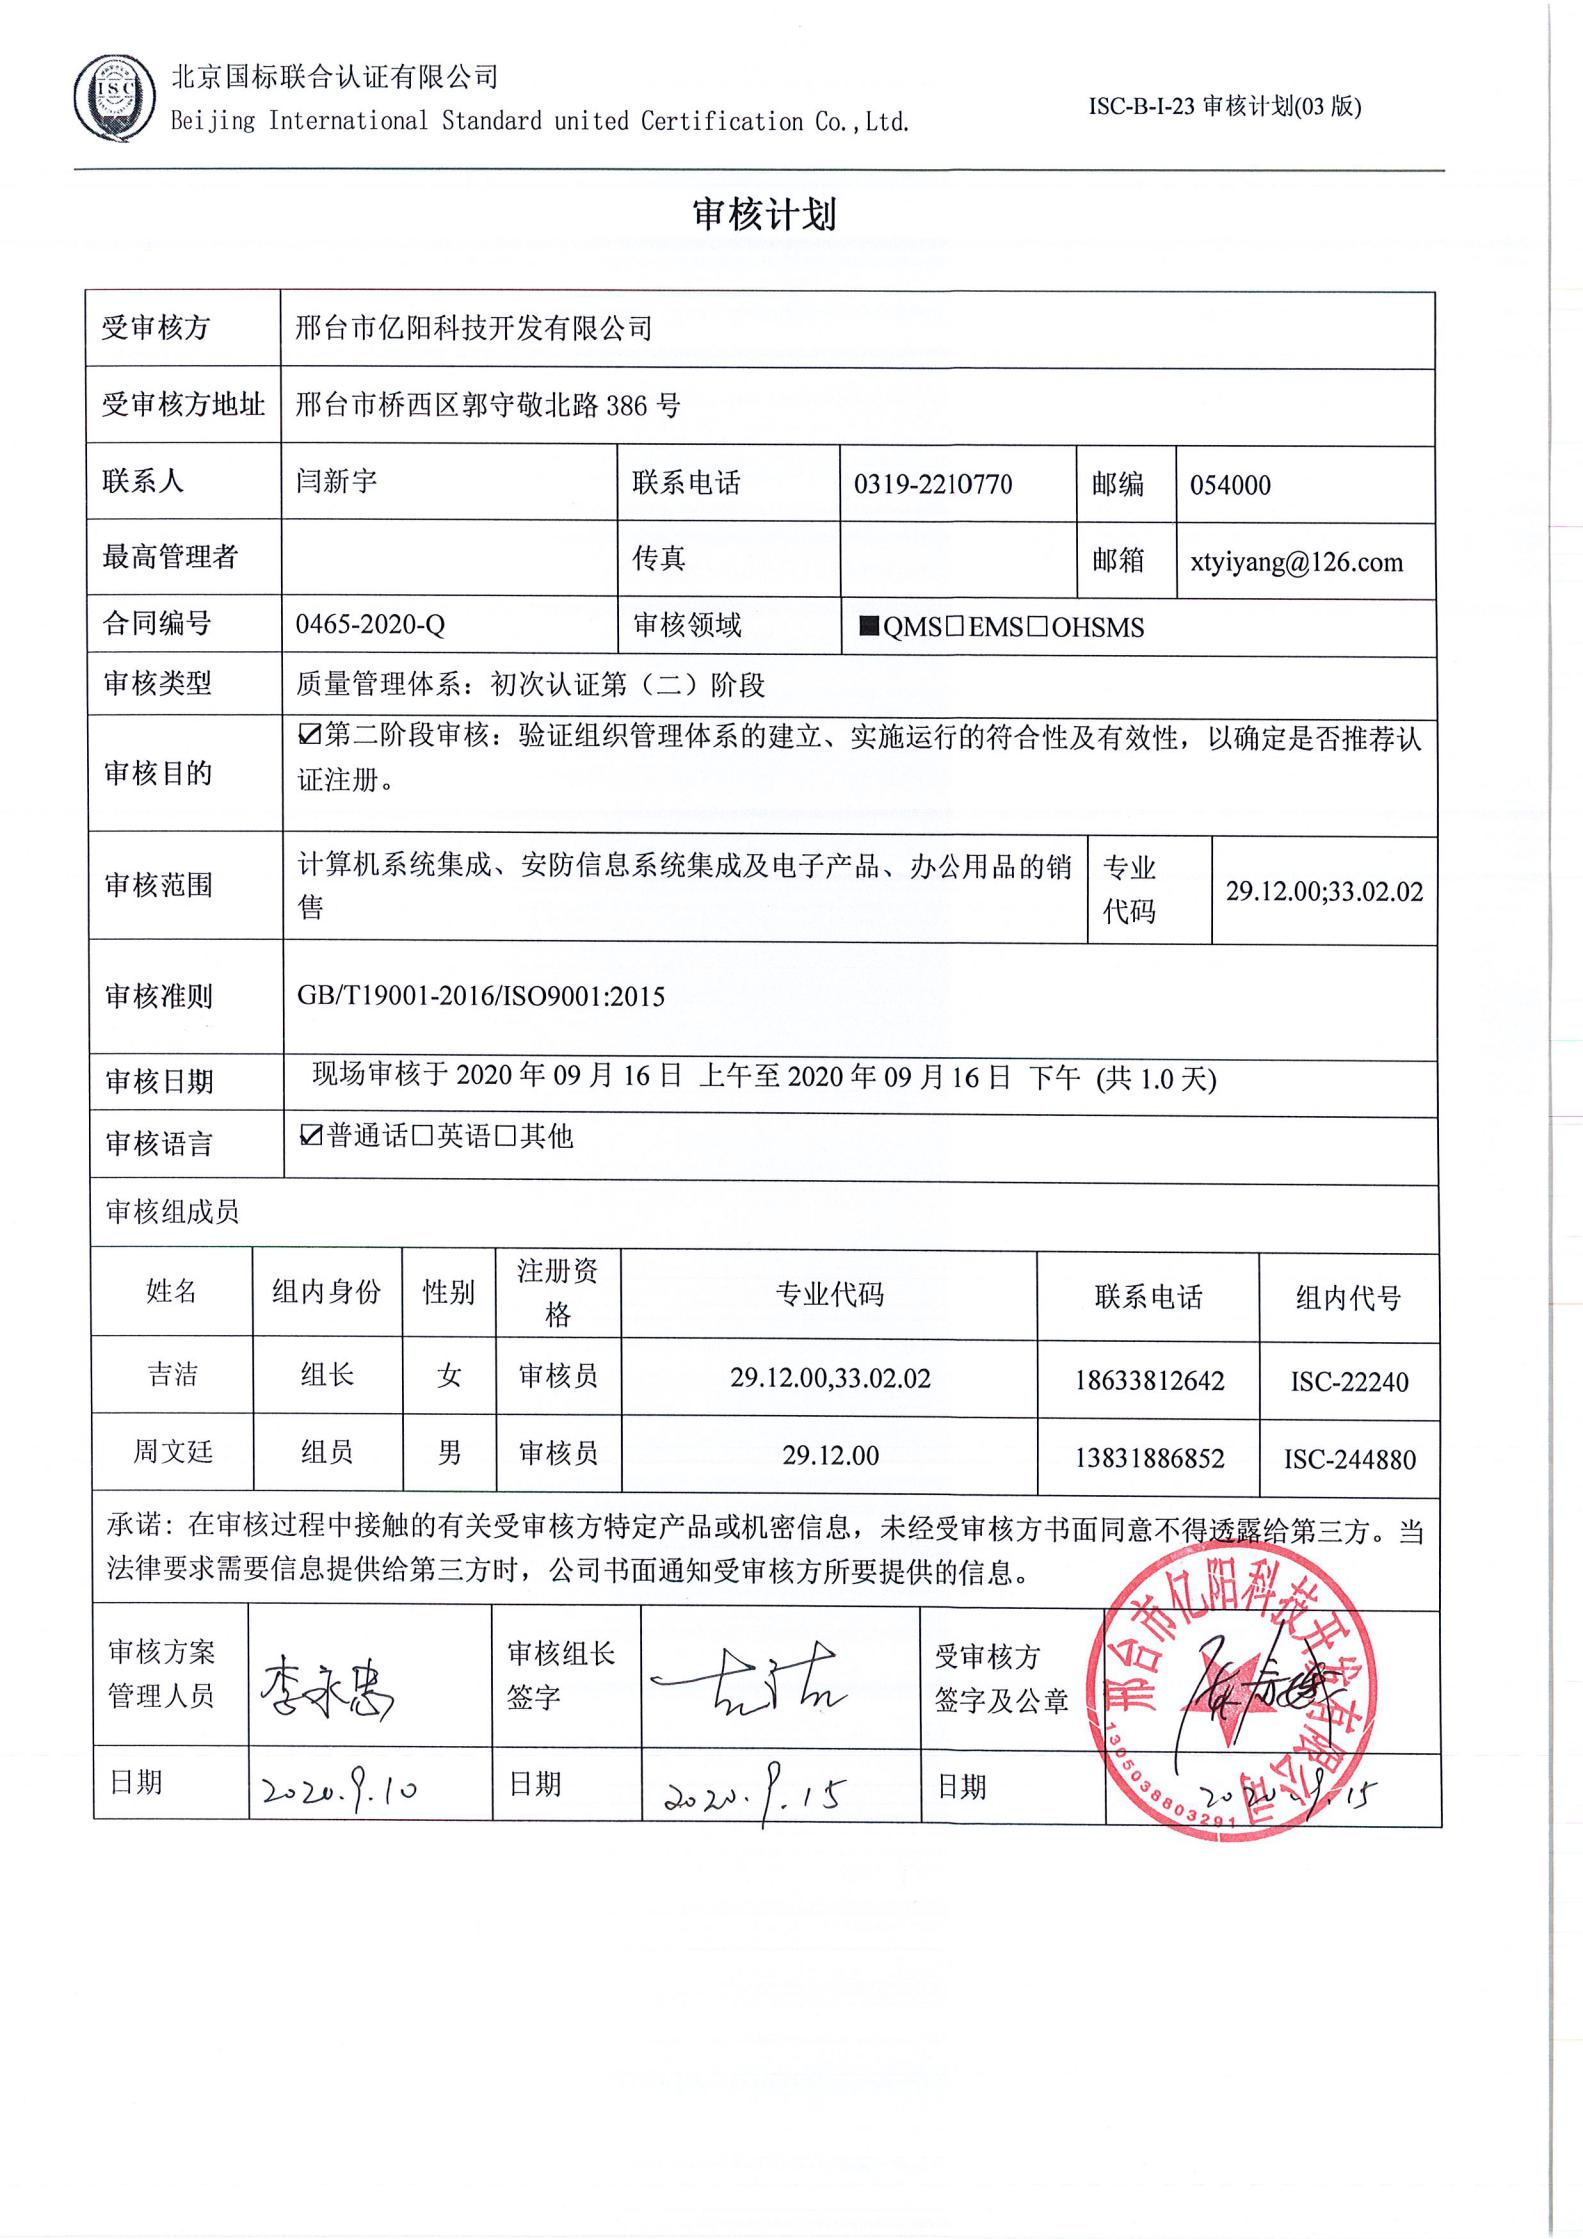 ISC
北京国标联合认证有限公司
Beijing International Standard united Certification Co.,Ltd.
ISC-B-I-23 审核计划(03 版)
审核计划
受审核方 邢台市亿阳科技开发有限公司
受审核方地址 邢台市桥西区郭守敬北路 386 号
联系人 闫新宇 联系电话 0319-2210770 邮编 054000
最高管理者 传真 邮箱 xtyiyang@126.com
合同编号 0465-2020-Q 审核领域 ■QMS□EMS□OHSMS
审核类型 质量管理体系：初次认证第（二）阶段
审核目的 ☑第二阶段审核：验证组织管理体系的建立、实施运行的符合性及有效性，以确定是否推荐认
证注册。
审核范围 计算机系统集成、安防信息系统集成及电子产品、办公用品的销
售
专业
代码
29.12.00;33.02.02
审核准则 GB/T19001-2016/ISO9001:2015
审核日期 现场审核于 2020 年 09 月 16 日 上午至 2020 年 09 月 16 日 下午 (共 1.0 天)
审核语言 ☑普通话□英语□其他
审核组成员
姓名 组内身份 性别 注册资
格 专业代码 联系电话 组内代号
吉洁 组长 女 审核员 29.12.00,33.02.02 18633812642 ISC-22240
周文廷 组员 男 审核员 29.12.00 13831886852 ISC-244880
承诺：在审核过程中接触的有关受审核方特定产品或机密信息，未经受审核方书面同意不得透露给第三方。当
法律要求需要信息提供给第三方时，公司书面通知受审核方所要提供的信息。
审核方案
管理人员
李永忠
审核组长
签字
吉洁
受审核方
签字及公章
邢台市亿阳科技开发有限公司
1305038803291
日期 2020.9.10 日期 2020.9.15 日期 2020.9.15